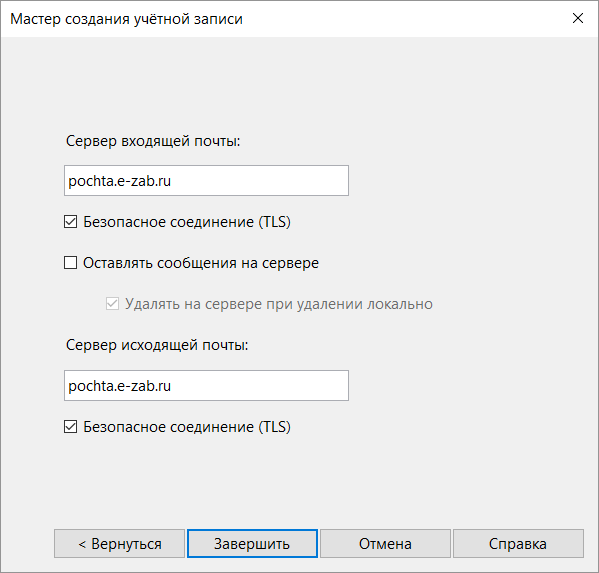 Мастер создания учётной записи
Сервер входящей почты:
pochta.e-zab.ru
Безопасное соединение (TLS)
Оставлять сообщения на сервере
Удалять на сервере при удалении локально
Сервер исходящей почты:
pochta.e-zab.ru
Безопасное соединение (TLS)
< Вернуться Завершить Отмена Справка